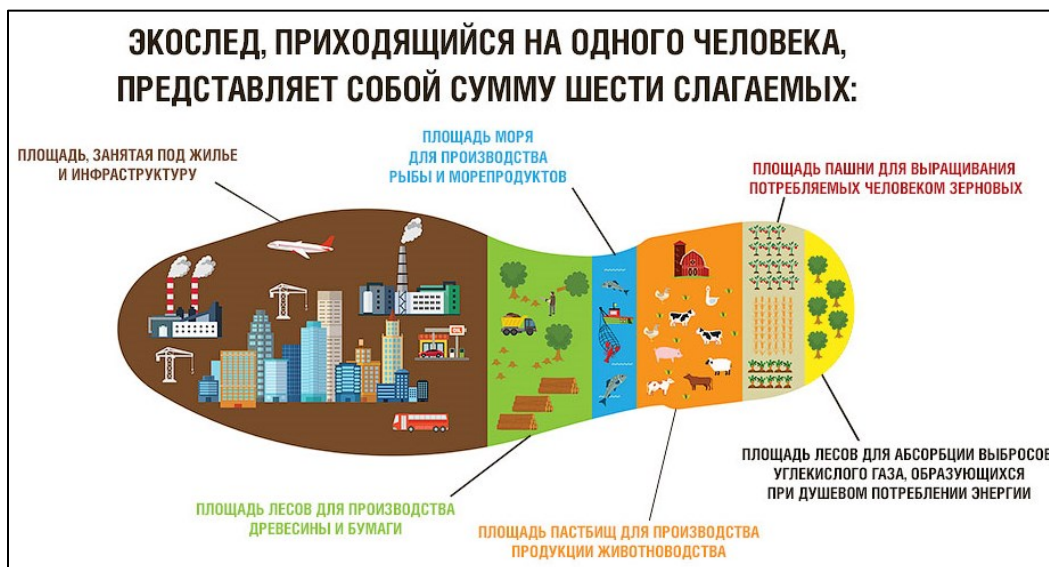 ЭКОСЛЕД, ПРИХОДЯЩИЙСЯ НА ОДНОГО ЧЕЛОВЕКА,
ПРЕДСТАВЛЯЕТ СОБОЙ СУММУ ШЕСТИ СЛАГАЕМЫХ:
ПЛОЩАДЬ, ЗАНЯТАЯ ПОД ЖИЛЬЕ
И ИНФРАСТРУКТУРУ
ПЛОЩАДЬ МОРЯ
ДЛЯ ПРОИЗВОДСТВА
РЫБЫ И МОРЕПРОДУКТОВ
ПЛОЩАДЬ ПАШНИ ДЛЯ ВЫРАЩИВАНИЯ
ПОТРЕБЛЯЕМЫХ ЧЕЛОВЕКОМ ЗЕРНОВЫХ
OIL
ПЛОЩАДЬ ЛЕСОВ ДЛЯ ПРОИЗВОДСТВА
ДРЕВЕСИНЫ И БУМАГИ
ПЛОЩАДЬ ПАСТБИЩ ДЛЯ ПРОИЗВОДСТВА
ПРОДУКЦИИ ЖИВОТНОВОДСТВА
ПЛОЩАДЬ ЛЕСОВ ДЛЯ АБСОРБЦИИ ВЫБРОСОВ
УГЛЕКИСЛОГО ГАЗА, ОБРАЗУЮЩИХСЯ
ПРИ ДУШЕВОМ ПОТРЕБЛЕНИИ ЭНЕРГИИ